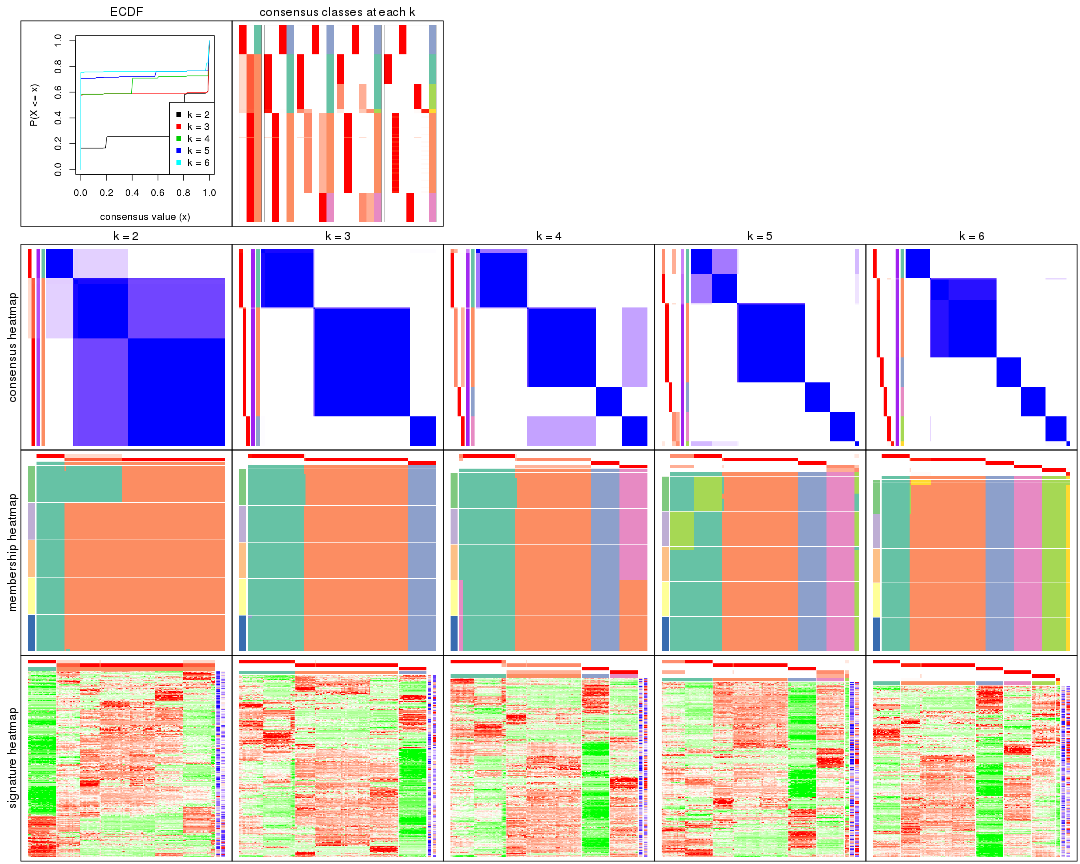 ECDF
consensus classes at each k
P(X <= x)
0.0 0.2 0.4 0.6 0.8 1.0
k = 2
k = 3
k = 4
k = 5
k = 6
0.0 0.2 0.4 0.6 0.8 1.0
consensus value (x)
k = 2 k = 3 k = 4 k = 5 k = 6
consensus heatmap
membership heatmap
signature heatmap